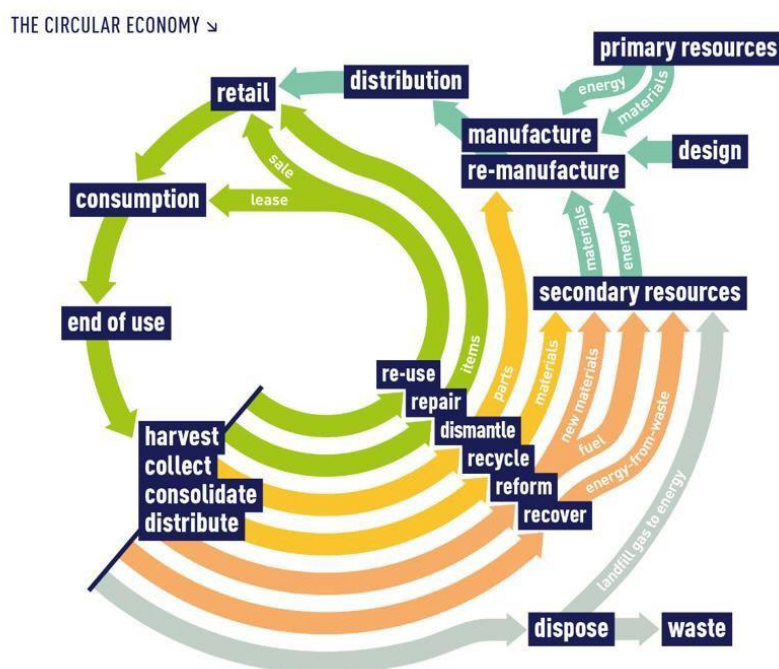 THE CIRCULAR ECONOMY ↘
primary resources
energy
materials
distribution
retail
manufacture
re-manufacture
design
sale
lease
consumption
materials
energy
secondary resources
end of use
items
parts
materials
new materials
fuel
energy-from-waste
landfill gas to energy
re-use
repair
dismantle
recycle
reform
recover
harvest
collect
consolidate
distribute
dispose
waste